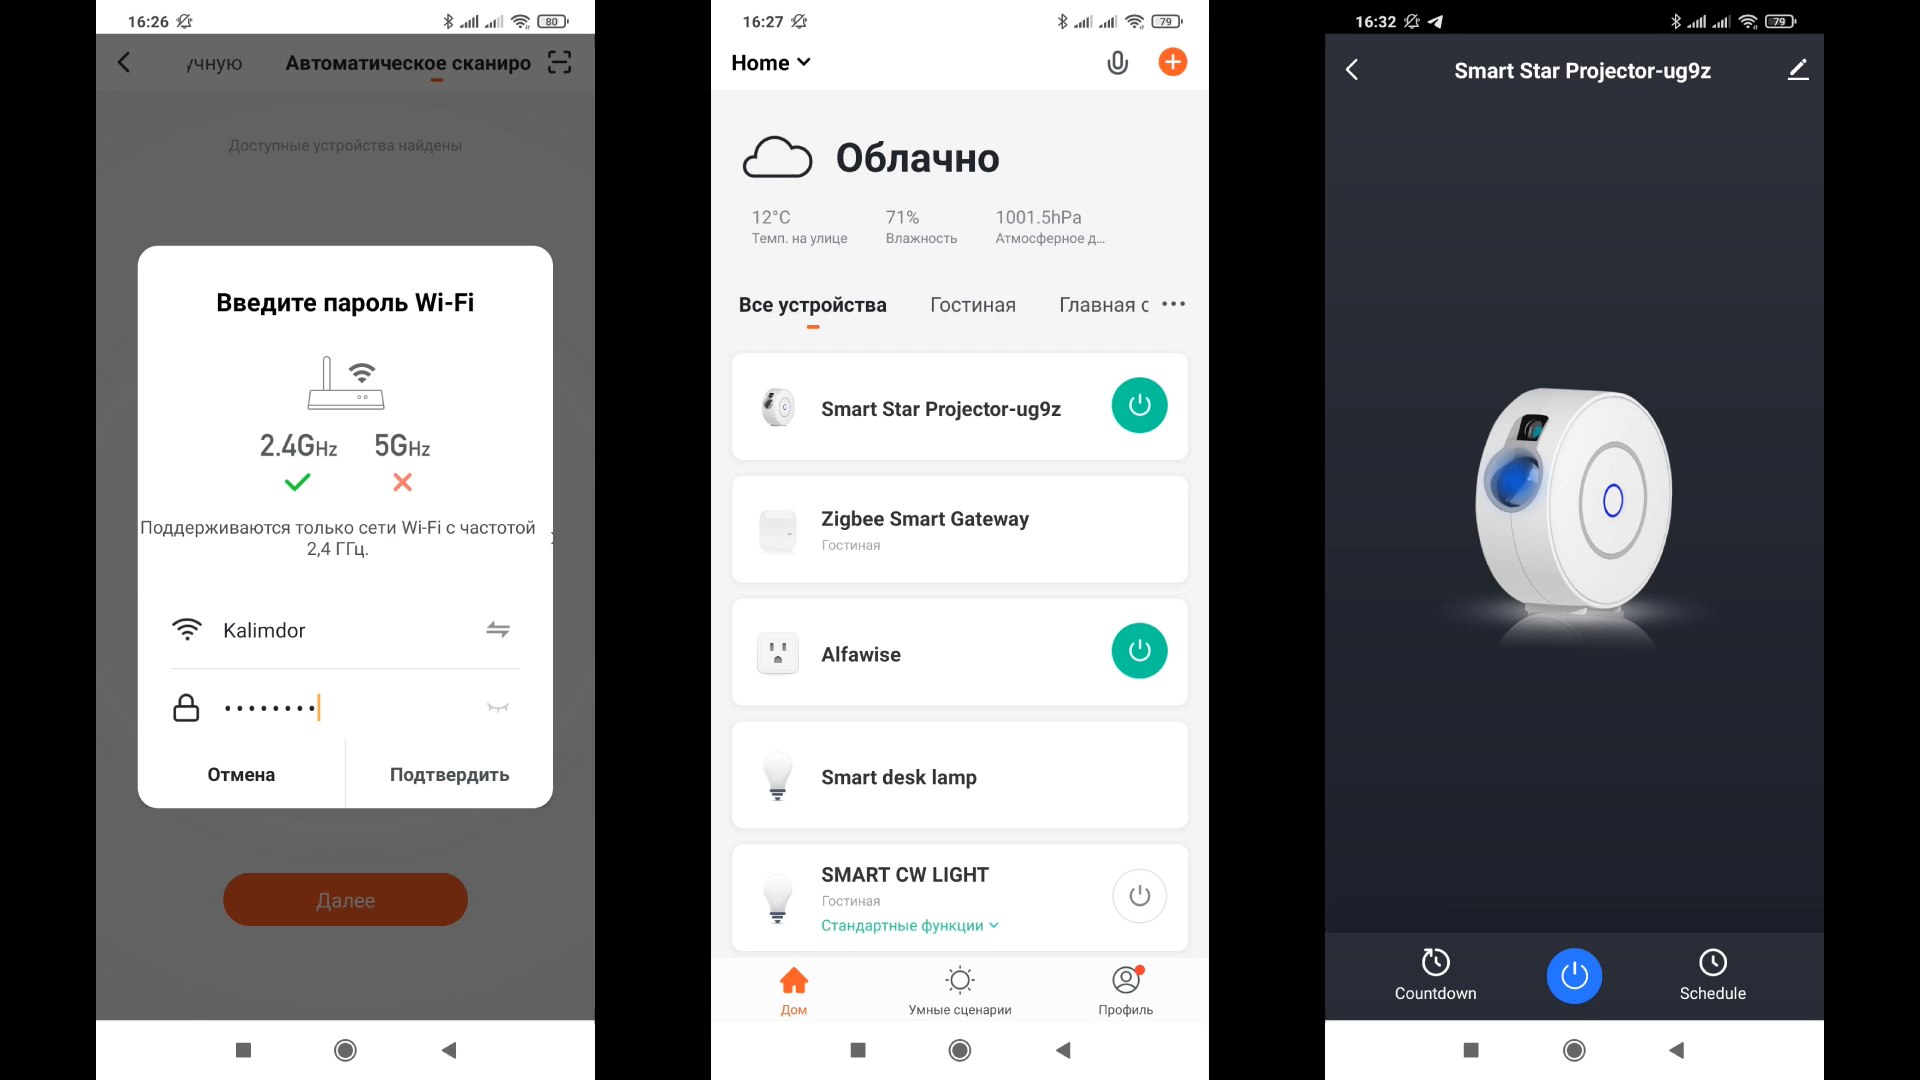 16:26
80
учную
Автоматическое сканиро
Доступные устройства найдены
Введите пароль Wi-Fi
2.4GHz
5GHz
Поддерживаются только сети Wi-Fi с частотой
2,4 ГГц.
Kalimdor
••••••••
Отмена
Подтвердить
Далее
16:27
79
Home
Облачно
12°C
71%
1001.5hPa
Темп. на улице
Влажность
Атмосферное д...
Все устройства
Гостиная
Главная с
Smart Star Projector-ug9z
Zigbee Smart Gateway
Гостиная
Alfawise
Smart desk lamp
SMART CW LIGHT
Гостиная
Стандартные функции
Дом
Умные сценарии
Профиль
16:32
79
Smart Star Projector-ug9z
Countdown
Schedule